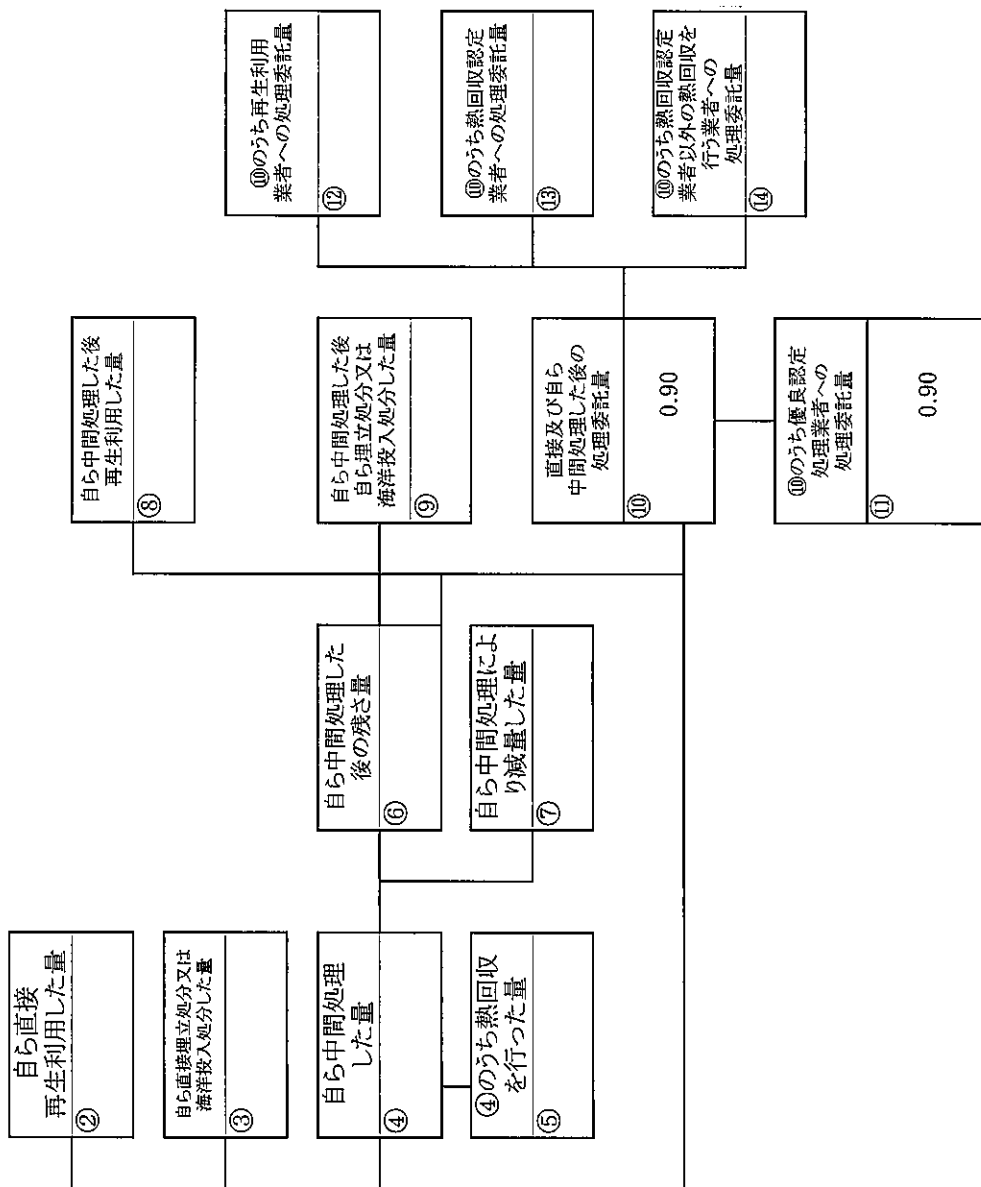 自ら直接
再生利用した量
②
自ら直接埋立処分又は
海洋投入処分した量
③
自ら中間処理
した量
④
④のうち熱回収
を行った量
⑤
自ら中間処理した
後の残さ量
⑥
自ら中間処理によ
り減量した量
⑦
自ら中間処理した後
再生利用した量
⑧
自ら中間処理した後
自ら埋立処分又は
海洋投入処分した量
⑨
直接及び自ら
中間処理した後の
処理委託量
⑩
0.90
⑩のうち優良認定
処理業者への
処理委託量
⑪
0.90
⑩のうち再生利用
業者への処理委託量
⑫
⑩のうち熱回収認定
業者への処理委託量
⑬
⑩のうち熱回収認定
業者以外の熱回収を
行う業者への
処理委託量
⑭